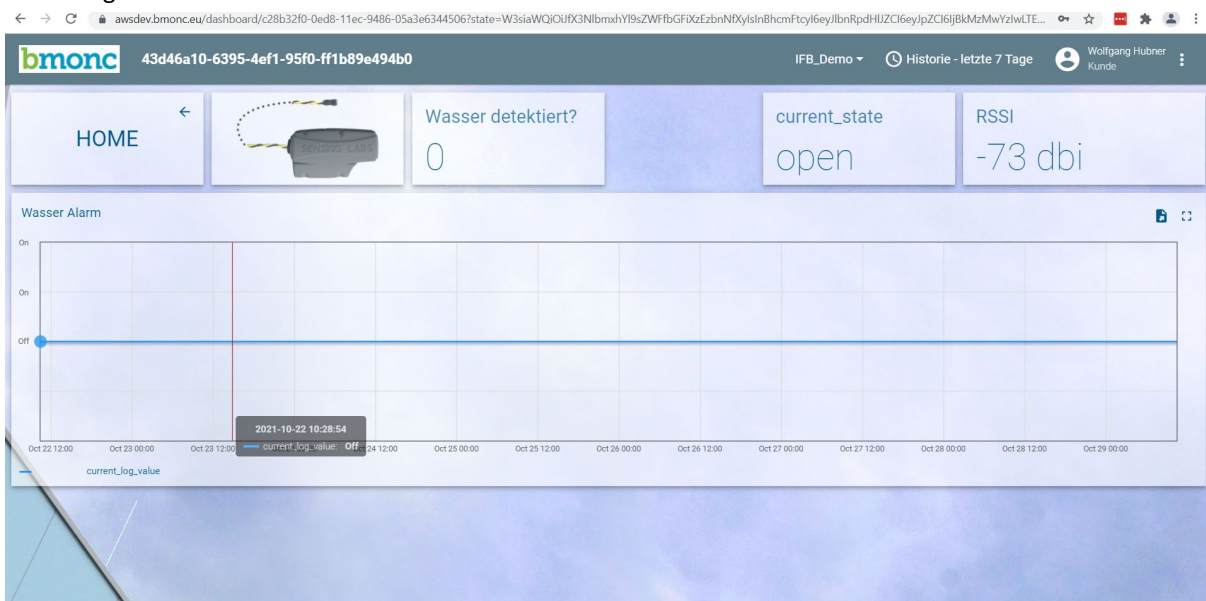 awsdev.bmonc.eu/dashboard/c28b32f0-0ed8-11ec-9486-05a3e6344506?state=W3siaWQiOiJfX3NlbmxhYl9sZWFfbGFiXzEzbnNfXyIsInBhcmFtcyI6eyJlbnRpdHlJZCI6eyJpZCI6IjBkMzMwYzIwLTE...
bmonc 43d46a10-6395-4ef1-95f0-ff1b89e494b0 IFB_Demo Historie - letzte 7 Tage Wolfgang Hubner
Kunde
HOME
SENSING LABS
Wasser detektiert?
0
current_state
open
RSSI
-73 dbi
Wasser Alarm
On
On
Off
2021-10-22 10:28:54
current_log_value: Off
Oct 22 12:00 Oct 23 00:00 Oct 23 12:00 24 12:00 Oct 25 00:00 Oct 25 12:00 Oct 26 00:00 Oct 26 12:00 Oct 27 00:00 Oct 27 12:00 Oct 28 00:00 Oct 28 12:00 Oct 29 00:00
current_log_value